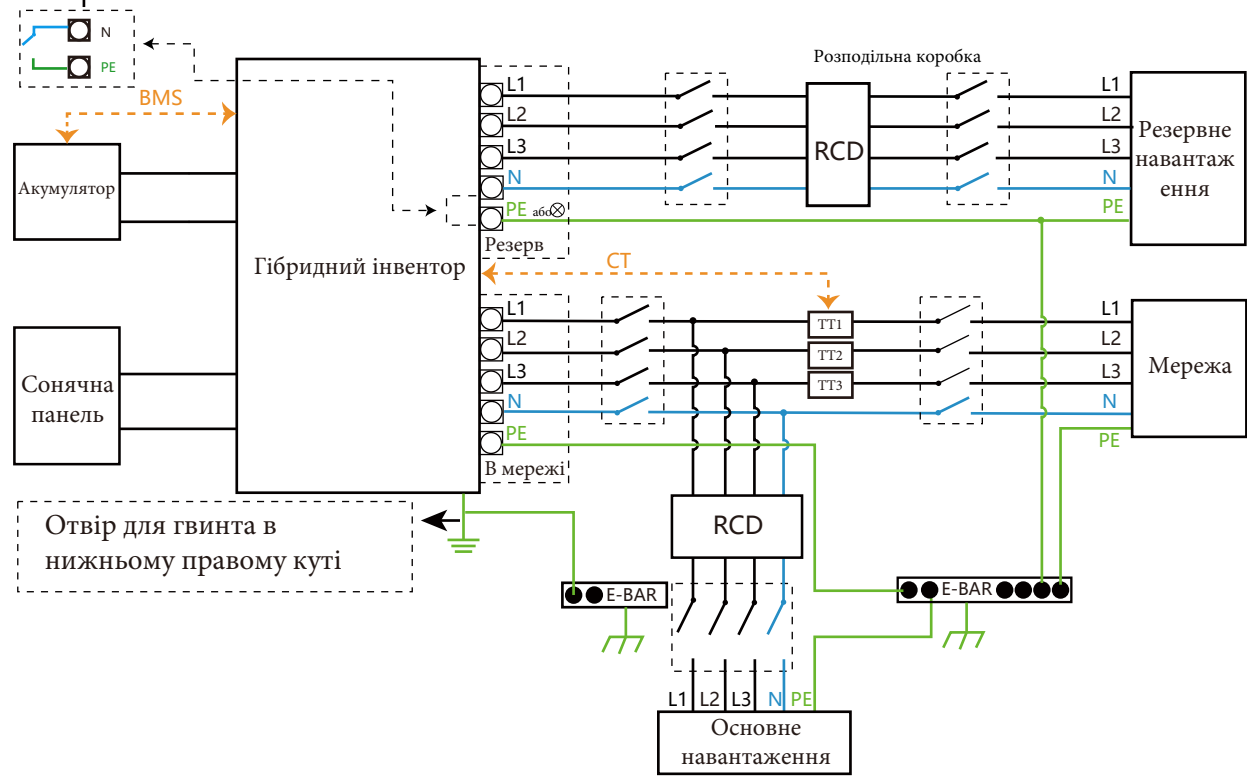 N
PE
BMS
Акумулятор
Сонячна
панель
Гібридний інвентор
L1
L2
L3
N
PE або
Резерв
CT
L1
L2
L3
N
PE
В мережі
Розподільна коробка
RCD
L1
L2
L3
N
PE
Резервне
навантаж
ення
TT1
TT2
TT3
L1
L2
L3
N
PE
Мережа
Отвір для гвинта в
нижньому правому куті
RCD
E-BAR
E-BAR
L1 L2 L3 N PE
Основне
навантаження